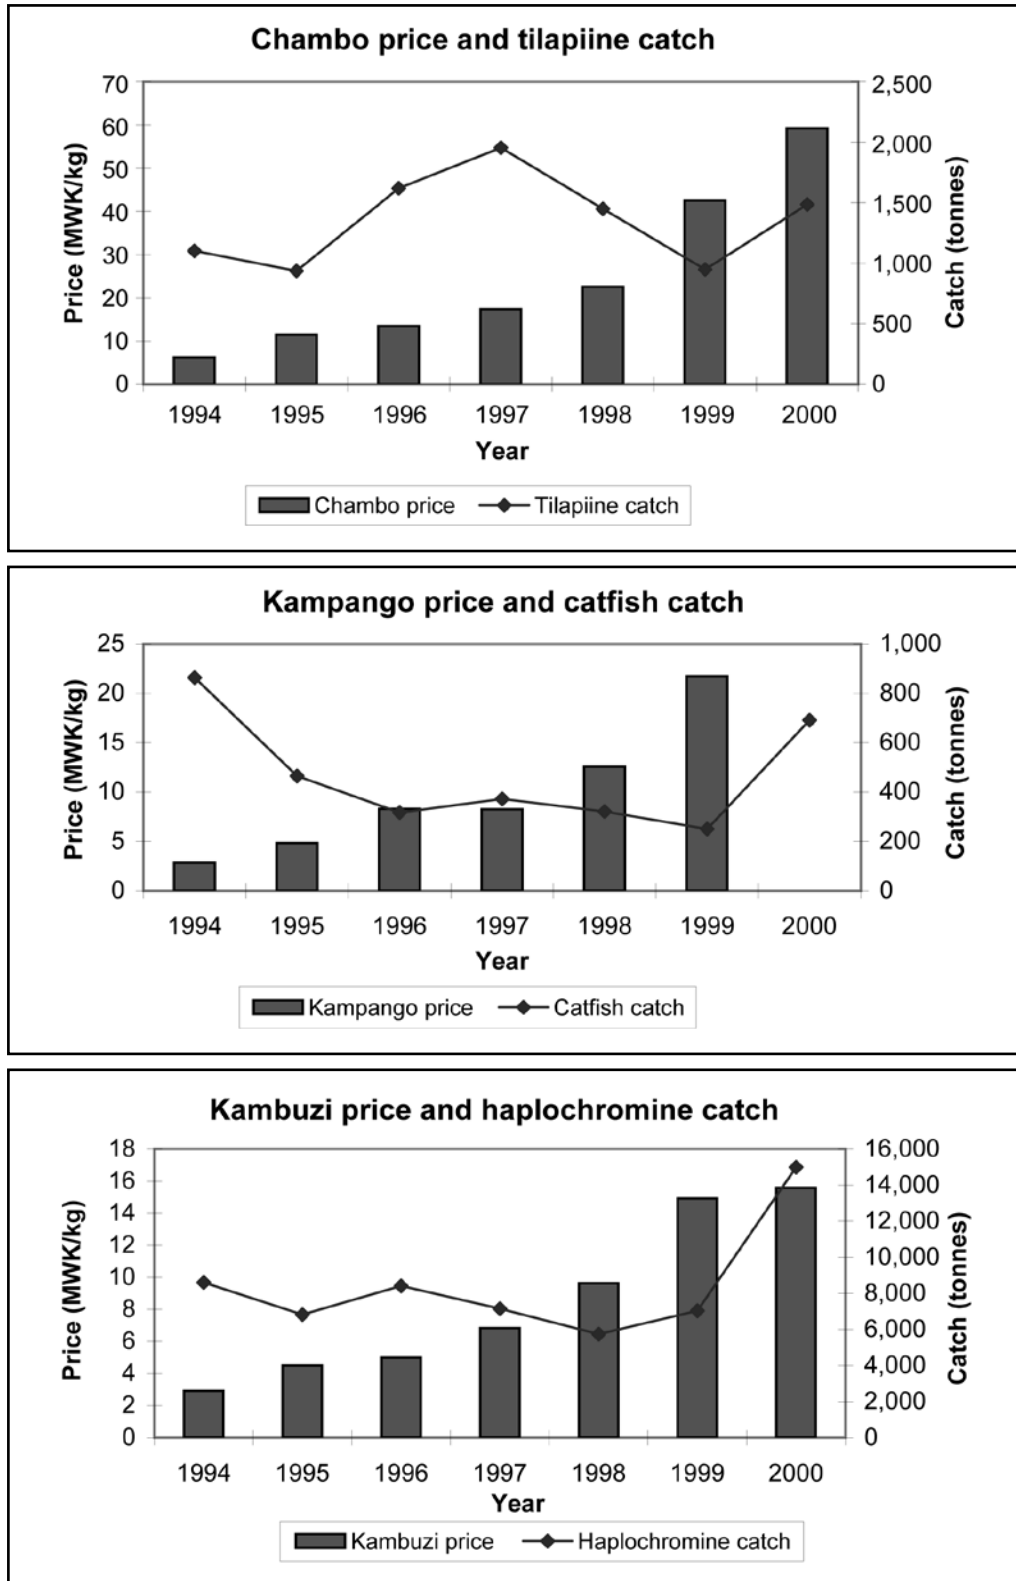 Chambo price and tilapiine catch
Price (MWK/kg)
70
60
50
40
30
20
10
0
2,500
2,000
1,500
1,000
500
0
Catch (tonnes)
1994 1995 1996 1997 1998 1999 2000
Year
Chambo price Tilapiine catch
Kampango price and catfish catch
Price (MWK/kg)
25
20
15
10
5
0
1,000
800
600
400
200
0
Catch (tonnes)
1994 1995 1996 1997 1998 1999 2000
Year
Kampango price Catfish catch
Kambuzi price and haplochromine catch
Price (MWK/kg)
18
16
14
12
10
8
6
4
2
0
16,000
14,000
12,000
10,000
8,000
6,000
4,000
2,000
0
Catch (tonnes)
1994 1995 1996 1997 1998 1999 2000
Year
Kambuzi price Haplochromine catch